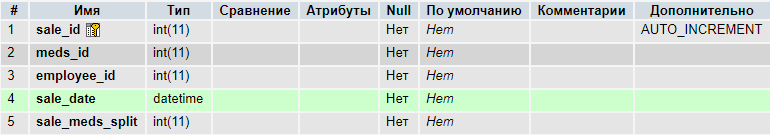 # Имя Тип Сравнение Атрибуты Null По умолчанию Комментарии Дополнительно
1 sale_id int(11) Нет Нет AUTO_INCREMENT
2 meds_id int(11) Нет Нет
3 employee_id int(11) Нет Нет
4 sale_date datetime Нет Нет
5 sale_meds_split int(11) Нет Нет